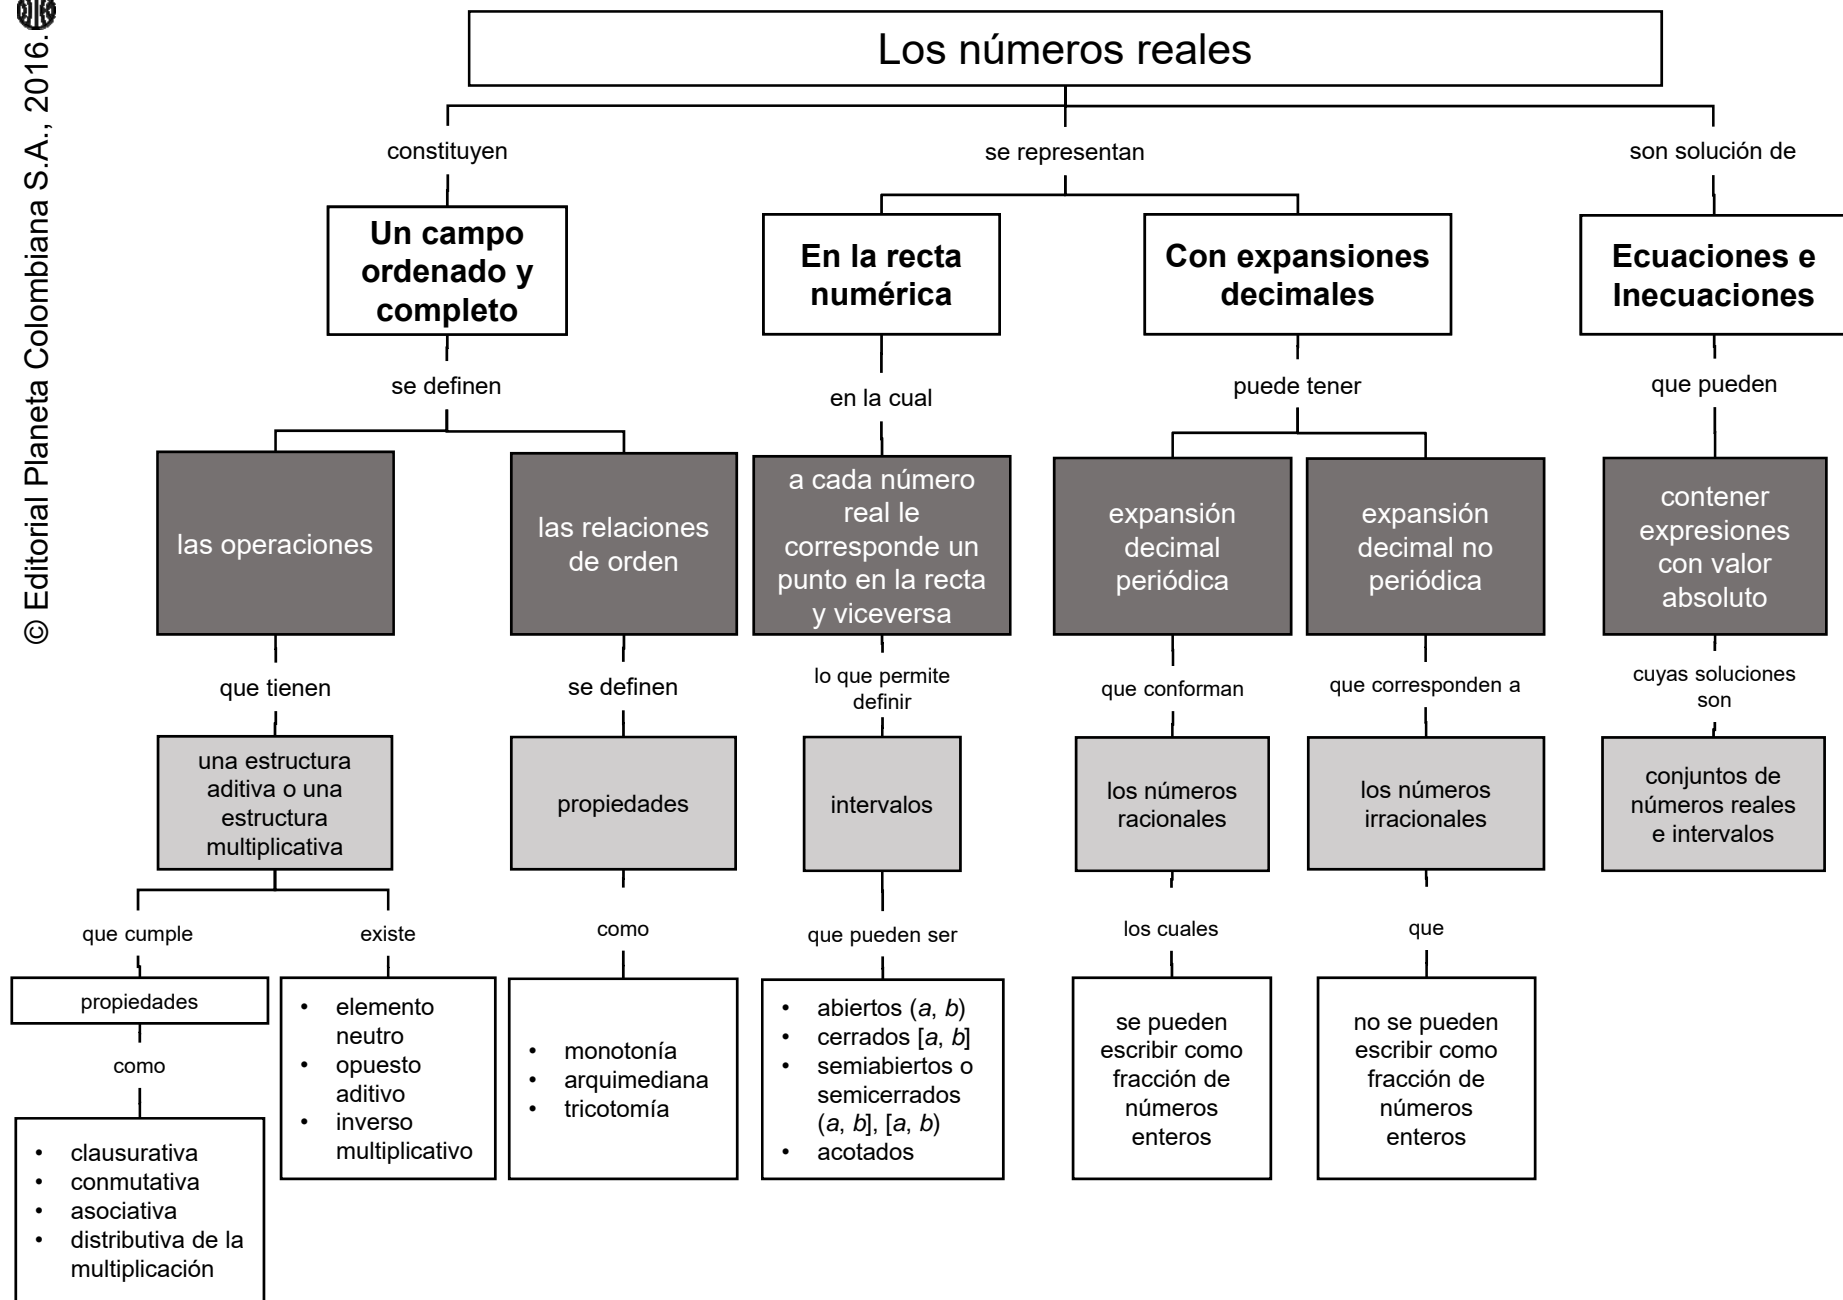 © Editorial Planeta Colombiana S.A., 2016.
Los números reales
constituyen
se representan
son solución de
Un campo
ordenado y
completo
En la recta
numérica
Con expansiones
decimales
Ecuaciones e
Inecuaciones
se definen
en la cual
puede tener
que pueden
las operaciones
las relaciones
de orden
a cada número
real le
corresponde un
punto en la recta
y viceversa
expansión
decimal
periódica
expansión
decimal no
periódica
contener
expresiones
con valor
absoluto
que tienen
se definen
lo que permite
definir
que conforman
que corresponden a
cuyas soluciones
son
una estructura
aditiva o una
estructura
multiplicativa
propiedades
intervalos
los números
racionales
los números
irracionales
conjuntos de
números reales
e intervalos
que cumple
existe
como
que pueden ser
los cuales
que
propiedades
como
• clausurativa
• conmutativa
• asociativa
• distributiva de la
multiplicación
• elemento
neutro
• opuesto
aditivo
• inverso
multiplicativo
• monotonía
• arquimediana
• tricotomía
• abiertos (a, b)
• cerrados [a, b]
• semiabiertos o
semicerrados
(a, b], [a, b)
• acotados
se pueden
escribir como
fracción de
números
enteros
no se pueden
escribir como
fracción de
números
enteros